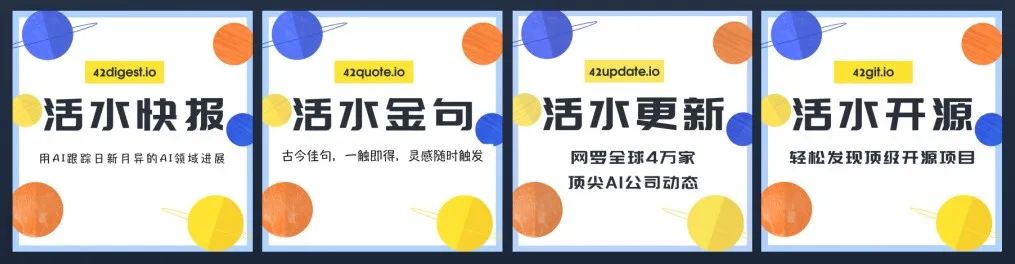 42digest.io
活水快报
用AI跟踪日新月异的AI领域进展
42quote.io
活水金句
古今佳句，一触即得，灵感随时触发
42update.io
活水更新
网罗全球4万家
顶尖AI公司动态
42git.io
活水开源
轻松发现顶级开源项目